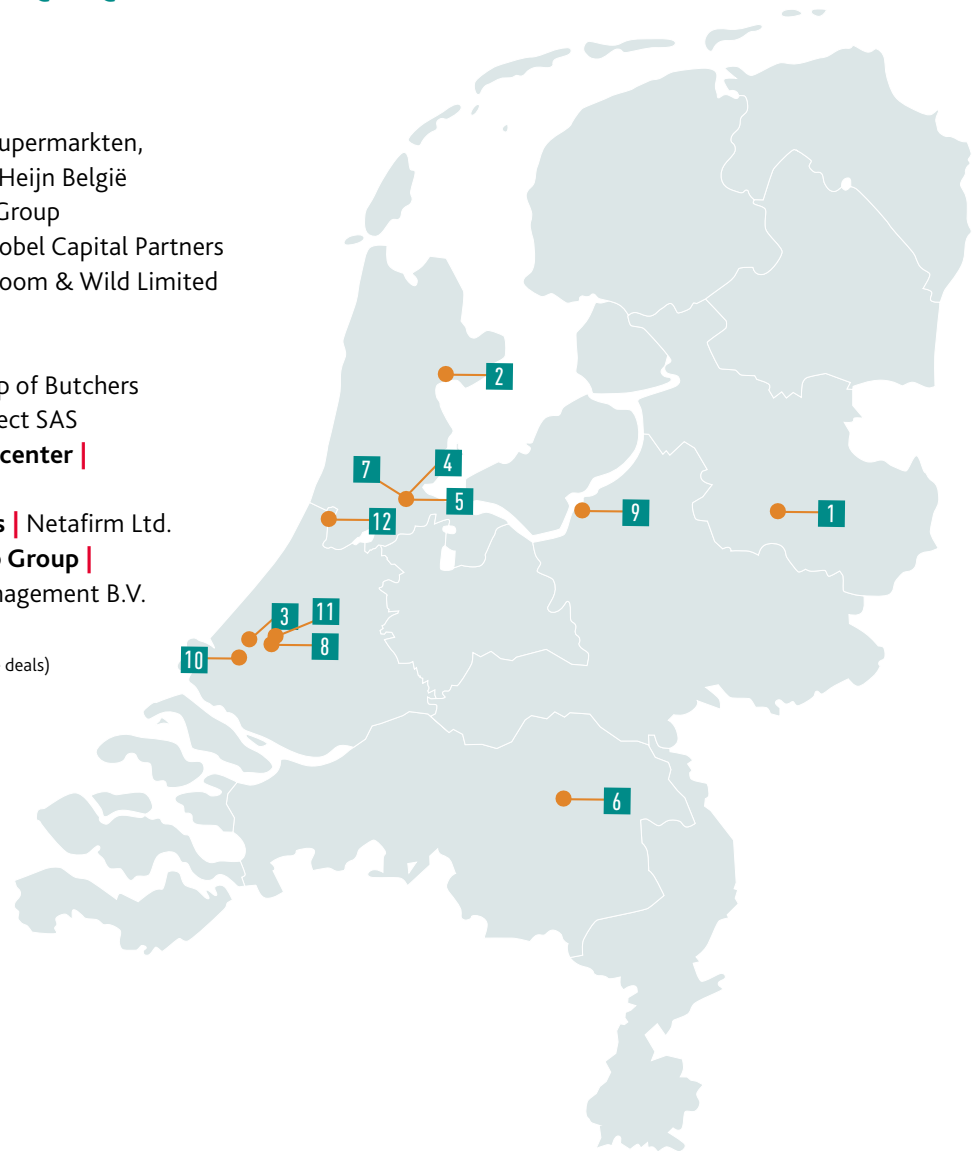 upermarkten,
Heijn België
Group
obel Capital Partners
oom & Wild Limited
p of Butchers
ect SAS
center |
s | Netafirm Ltd.
o Group |
nagement B.V.
deals)
2
7
4
5
12
9
1
3
11
8
10
6